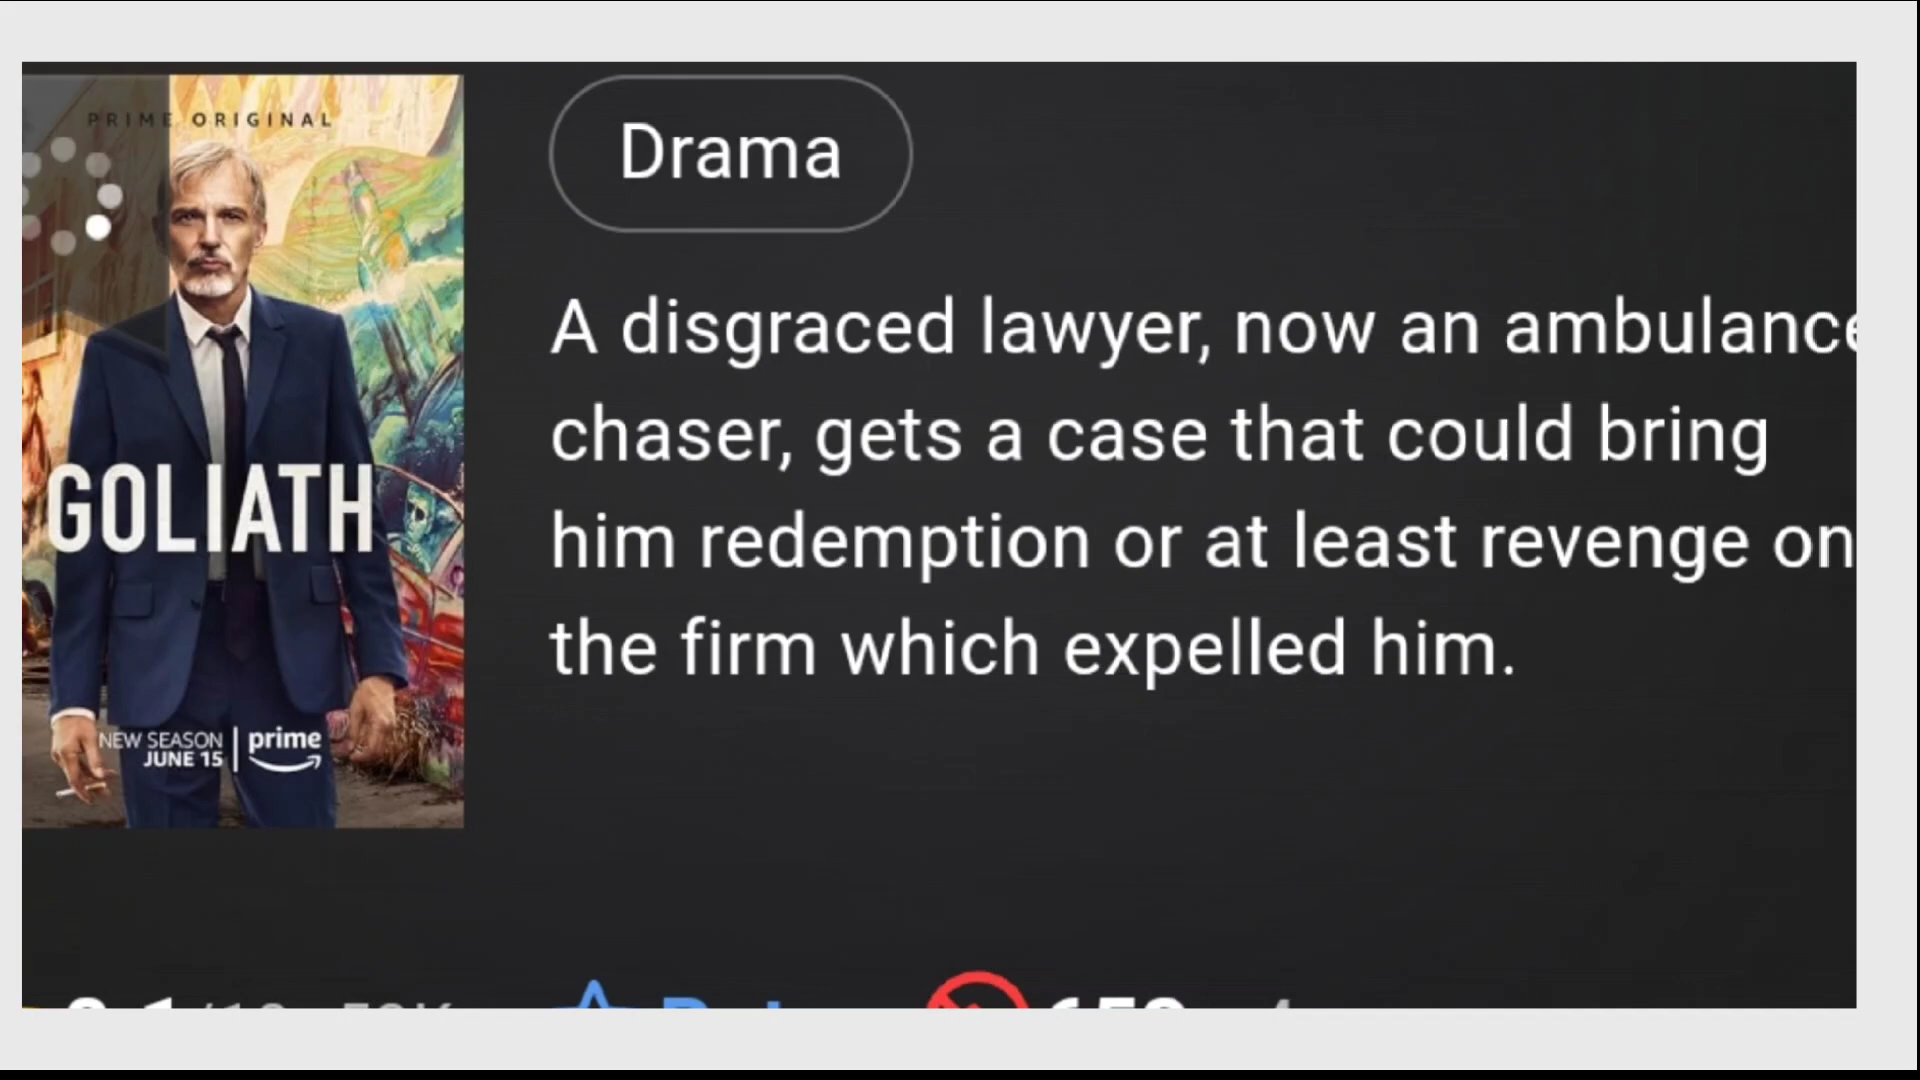 PRIME ORIGINAL
GOLIATH
NEW SEASON
JUNE 15
prime
Drama
A disgraced lawyer, now an ambulance
chaser, gets a case that could bring
him redemption or at least revenge on
the firm which expelled him.